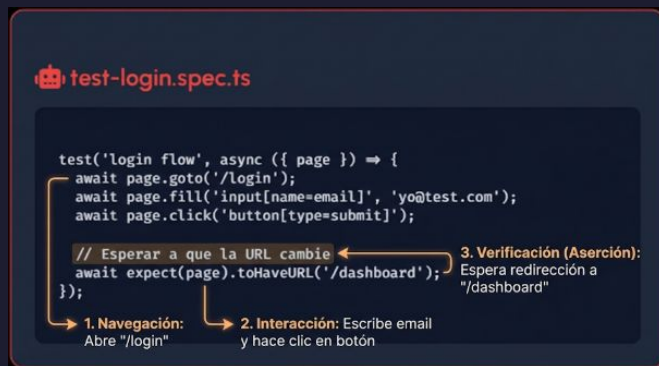 test-login.spec.ts
test('login flow', async ({ page }) ⇒ {
await page.goto('/login');
await page.fill('input[name=email]', 'yo@test.com');
await page.click('button[type=submit]');
// Esperar a que la URL cambie
await expect(page).toHaveURL('/dashboard');
});
3. Verificación (Aserción):
Espera redirección a
"/dashboard"
1. Navegación:
Abre "/login"
2. Interacción: Escribe email
y hace clic en botón